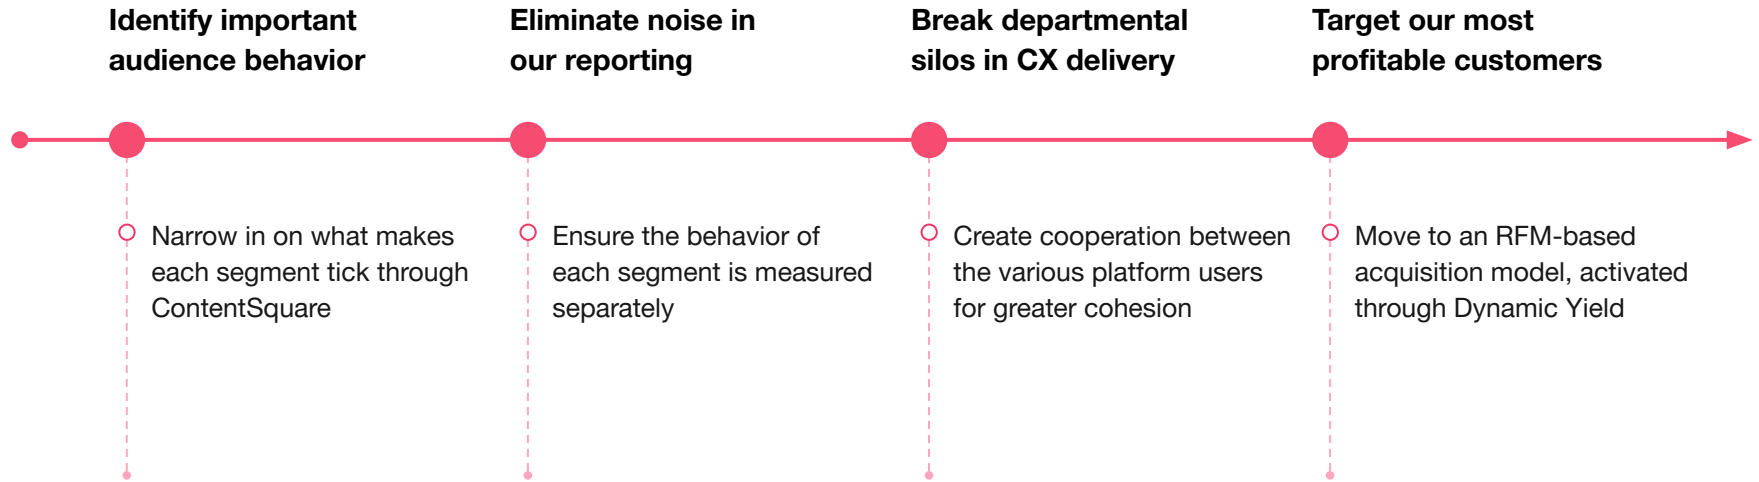 Identify important
audience behavior
Eliminate noise in
our reporting
Break departmental
silos in CX delivery
Target our most
profitable customers
Narrow in on what makes
each segment tick through
ContentSquare
Ensure the behavior of
each segment is measured
separately
Create cooperation between
the various platform users
for greater cohesion
Move to an RFM-based
acquisition model, activated
through Dynamic Yield